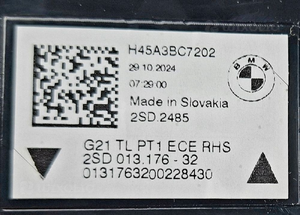 H45A3BC7202
BMW
29.10.2024
07:29:00
Made in Slovakia
2SD.2485
G21 TL PT1 ECE RHS
2SD 013.176 - 32
0131763200228430